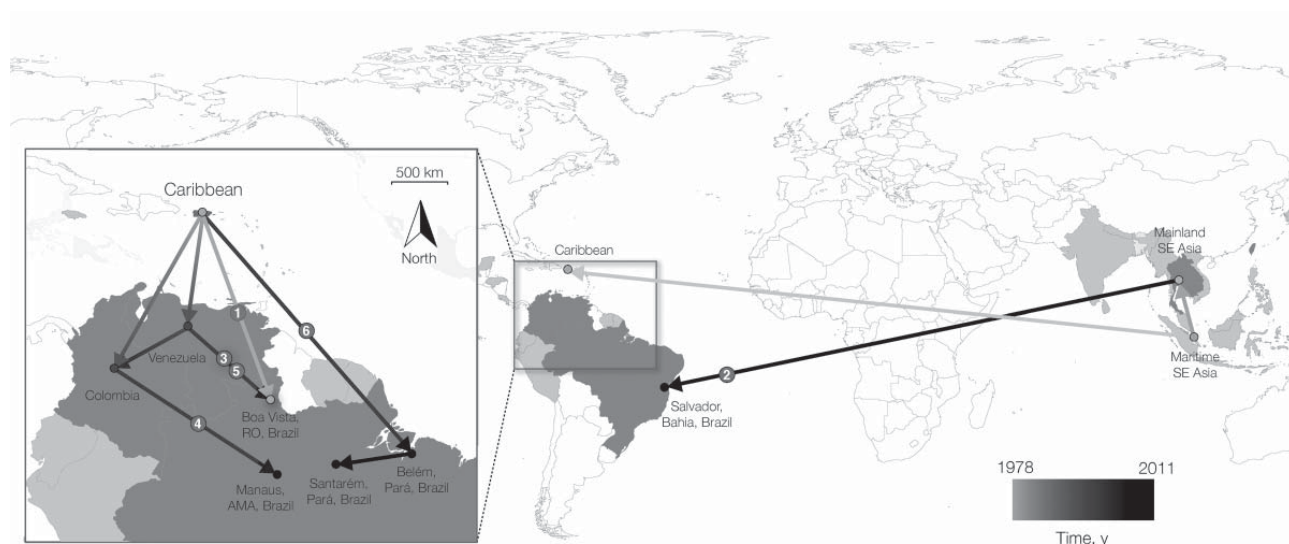 Caribbean
500 km
North
1
6
3
5
4
Venezuela
Colombia
Boa Vista,
RO, Brazil
Manaus,
AMA, Brazil
Santarém,
Pará, Brazil
Belém,
Pará, Brazil
Caribbean
2
Salvador,
Bahia, Brazil
Mainland
SE Asia
Maritime
SE Asia
1978 2011
Time, y